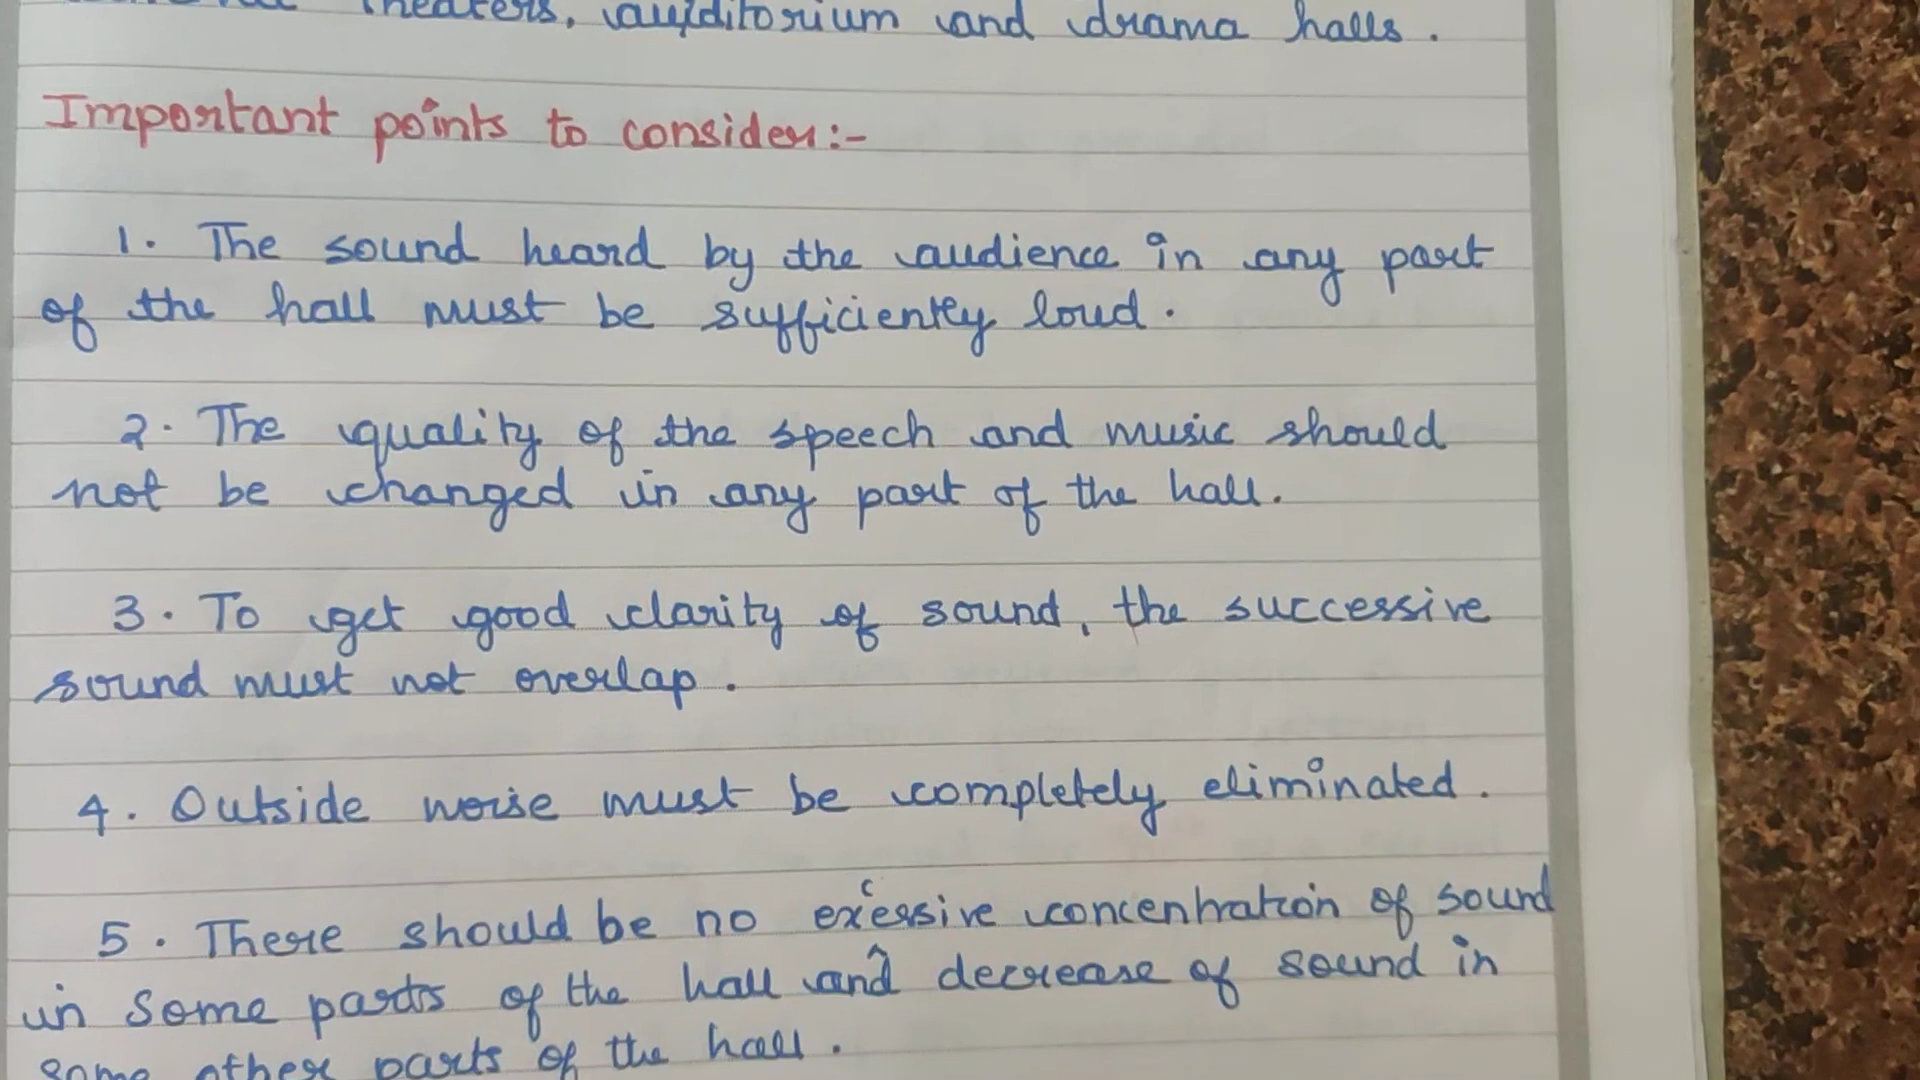 theaters, auditorium and drama halls.
Important points to consider:-
1. The sound heard by the audience in any part
of the hall must be sufficiently loud.
2. The quality of the speech and music should
not be changed in any part of the hall.
3. To get good clarity of sound, the successive
sound must not overlap.
4. Outside noise must be completely eliminated.
5. There should be no excessive concentration of sound
in some parts of the hall and decrease of sound in
some other parts of the hall.